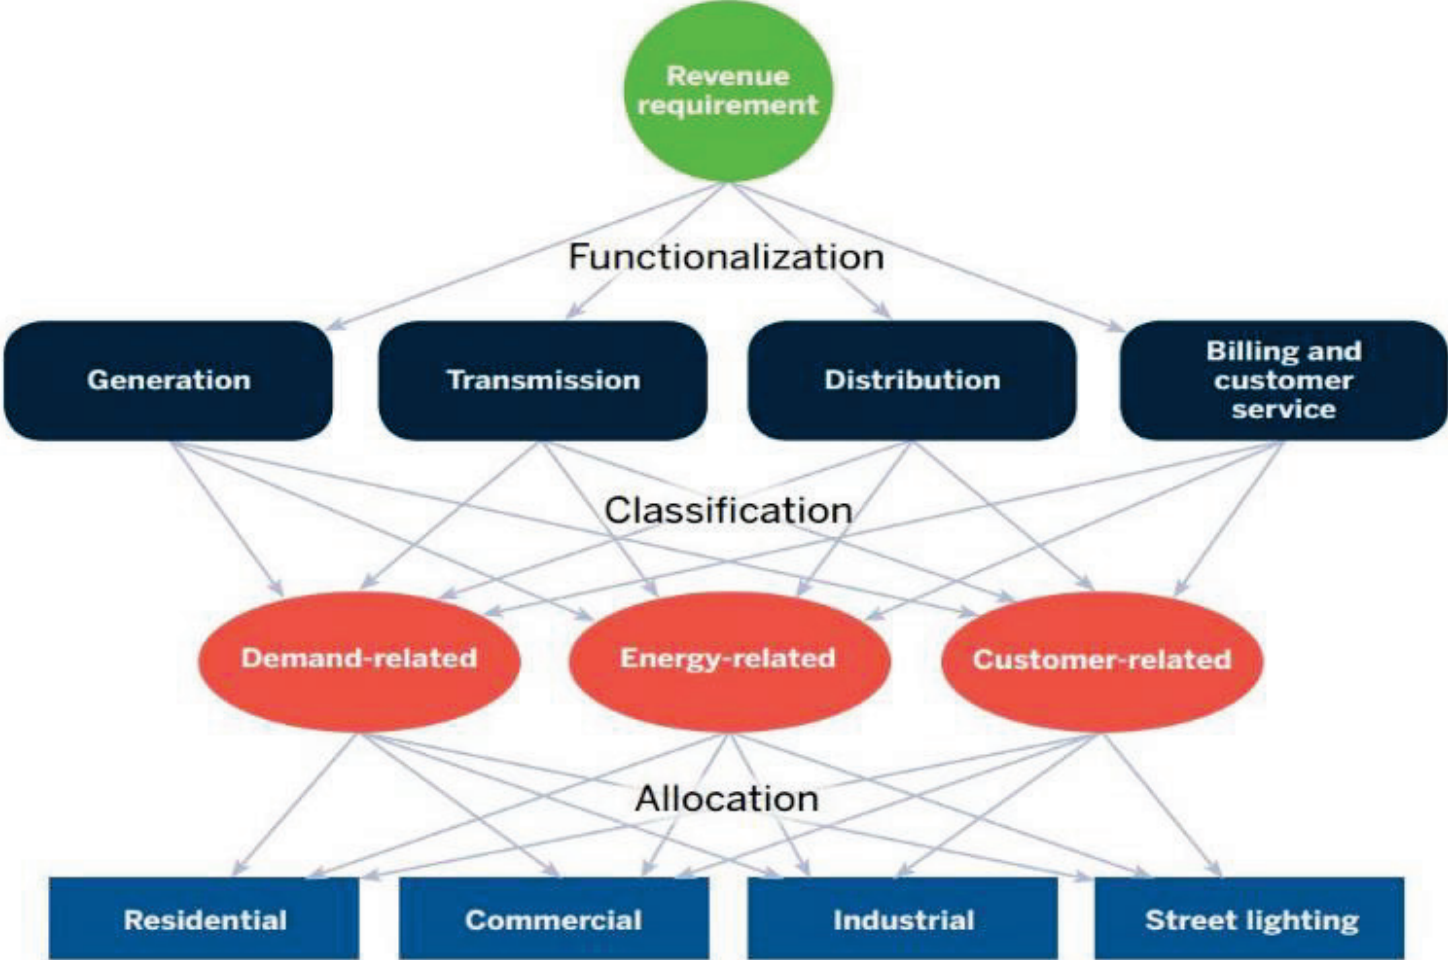 Revenue
requirement
Functionalization
Generation
Transmission
Distribution
Billing and
customer
service
Classification
Demand-related
Energy-related
Customer-related
Allocation
Residential
Commercial
Industrial
Street lighting